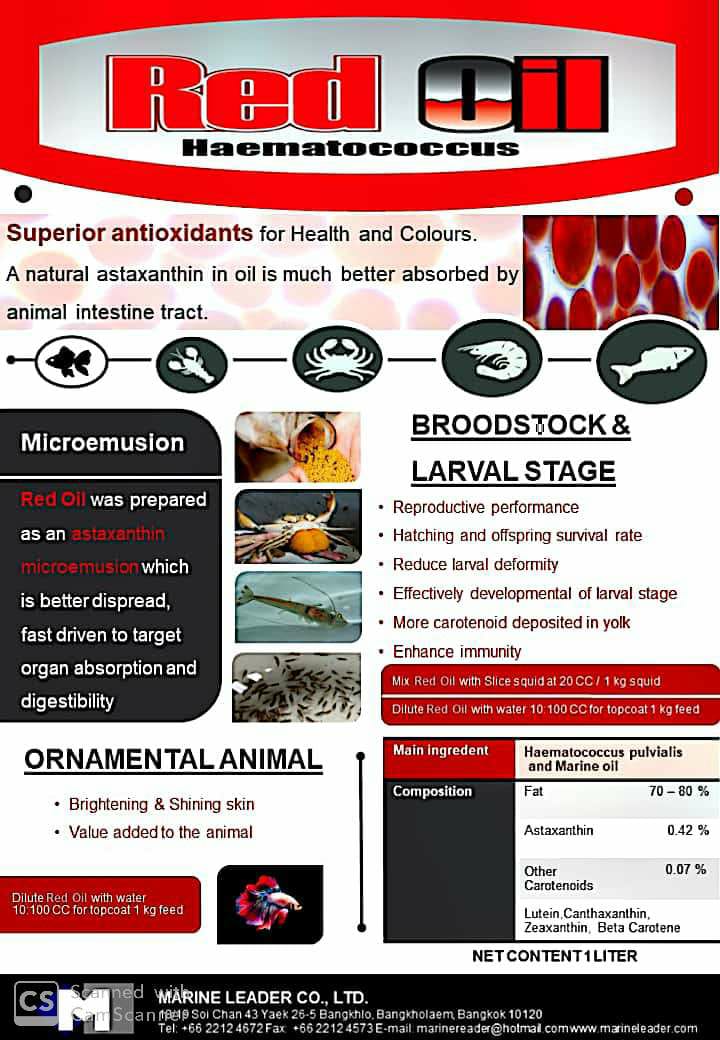 Red Oil
Haematococcus
Superior antioxidants for Health and Colours.
A natural astaxanthin in oil is much better absorbed by
animal intestine tract.
Microemusion
Red Oil was prepared
as an astaxanthin
microemusion which
is better dispread,
fast driven to target
organ absorption and
digestibility
BROODSTOCK &
LARVAL STAGE
• Reproductive performance
• Hatching and offspring survival rate
• Reduce larval deformity
• Effectively developmental of larval stage
• More carotenoid deposited in yolk
• Enhance immunity
Mix Red Oil with Slice squid at 20 CC / 1 kg squid
Dilute Red Oil with water 10:100 CC for topcoat 1 kg feed
ORNAMENTAL ANIMAL
• Brightening & Shining skin
• Value added to the animal
Dilute Red Oil with water
10:100 CC for topcoat 1 kg feed
Main ingredent Haematococcus pulvialis
and Marine oil
Composition Fat 70 – 80 %
Astaxanthin 0.42 %
Other 0.07 %
Carotenoids
Lutein,Canthaxanthin,
Zeaxanthin, Beta Carotene
NET CONTENT 1 LITER
CS Scanned with
CamScanner
M
MARINE LEADER CO., LTD.
19/19 Soi Chan 43 Yaek 26-5 Bangkhlo, Bangkholaem, Bangkok 10120
Tel: +66 2212 4672 Fax: +66 2212 4573 E-mail: marinereader@hotmail.com www.marineleader.com